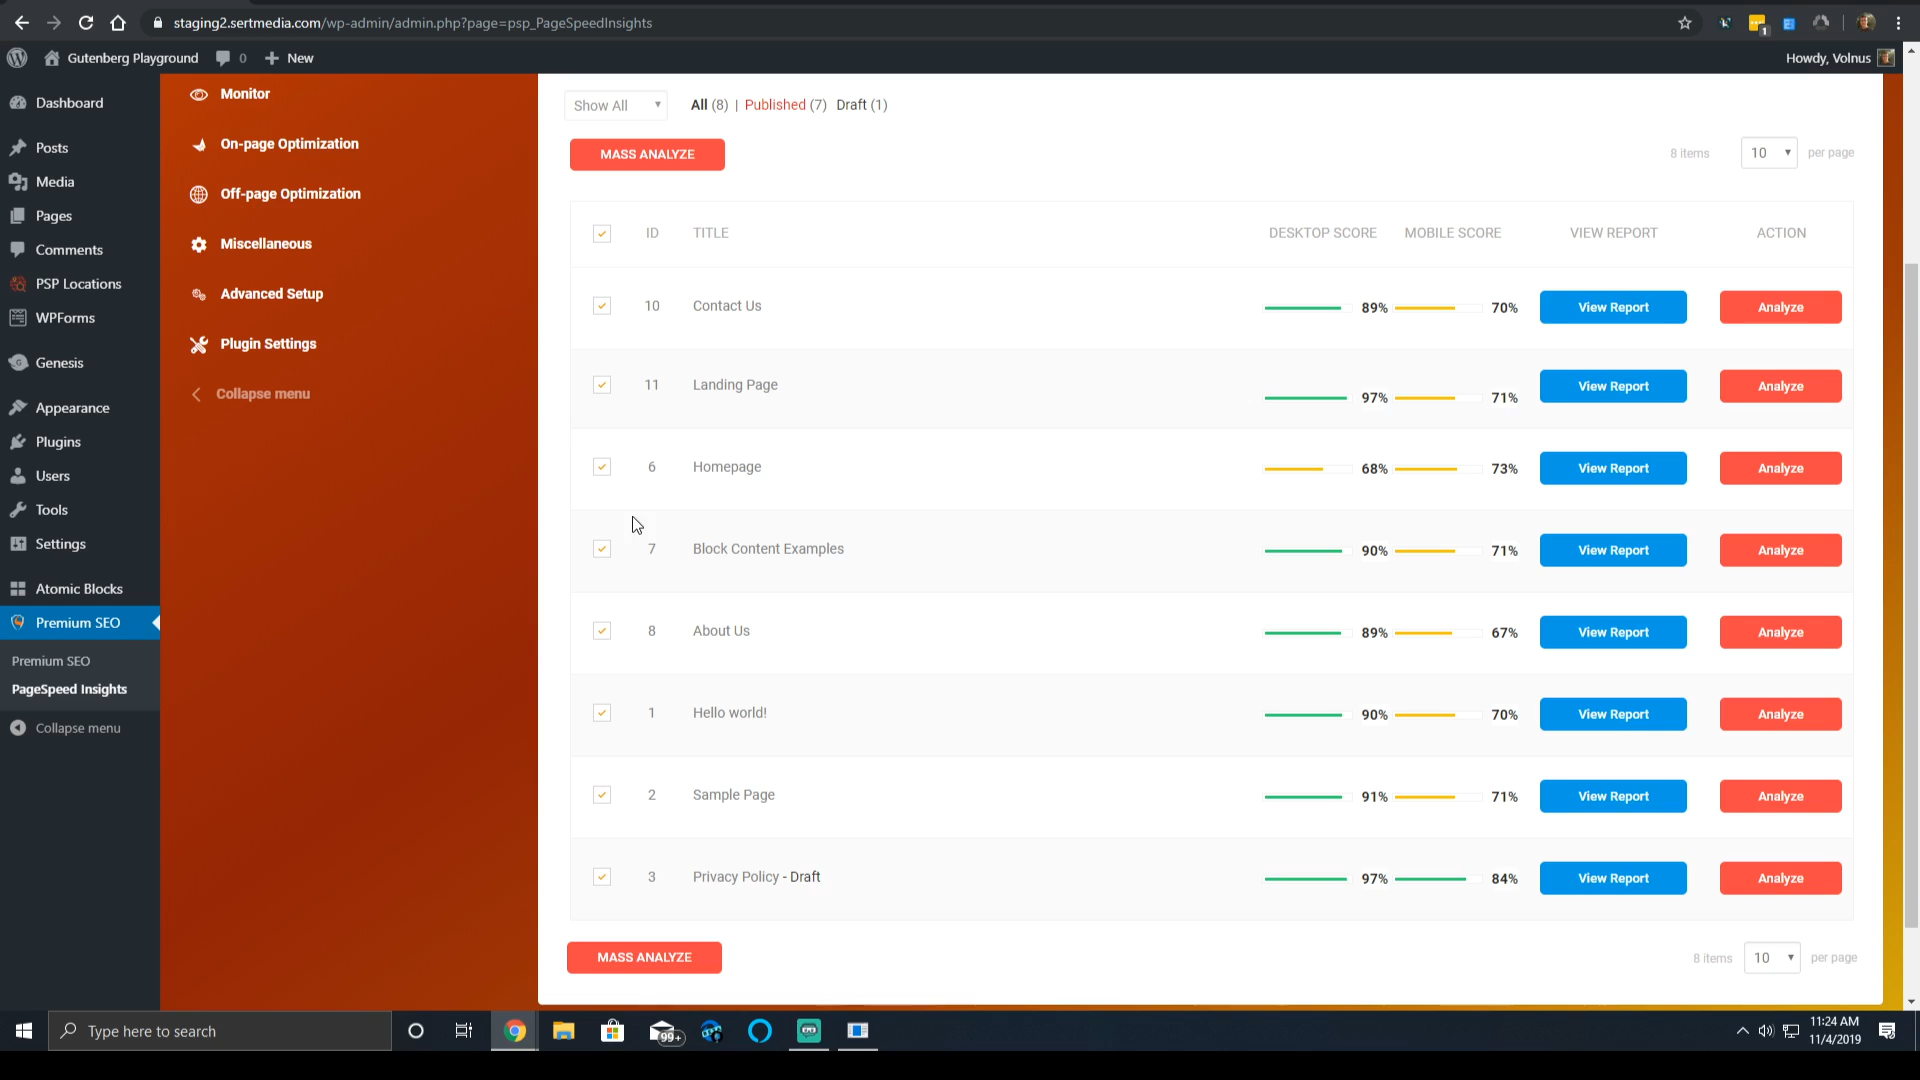 staging2.sertmedia.com/wp-admin/admin.php?page=psp_PageSpeedInsights
1
Gutenberg Playground
0
New
Howdy, Volnus
Dashboard
Posts
Media
Pages
Comments
PSP Locations
WPForms
Genesis
Appearance
Plugins
Users
Tools
Settings
Atomic Blocks
Premium SEO
Premium SEO
PageSpeed Insights
Collapse menu
Monitor
On-page Optimization
Off-page Optimization
Miscellaneous
Advanced Setup
Plugin Settings
Collapse menu
Show All All (8) | Published (7) Draft (1)
MASS ANALYZE 8 items 10 per page
ID TITLE DESKTOP SCORE MOBILE SCORE VIEW REPORT ACTION
10 Contact Us 89% 70% View Report Analyze
11 Landing Page 97% 71% View Report Analyze
6 Homepage 68% 73% View Report Analyze
7 Block Content Examples 90% 71% View Report Analyze
8 About Us 89% 67% View Report Analyze
1 Hello world! 90% 70% View Report Analyze
2 Sample Page 91% 71% View Report Analyze
3 Privacy Policy - Draft 97% 84% View Report Analyze
MASS ANALYZE 8 items 10 per page
Type here to search
99+
11:24 AM
11/4/2019